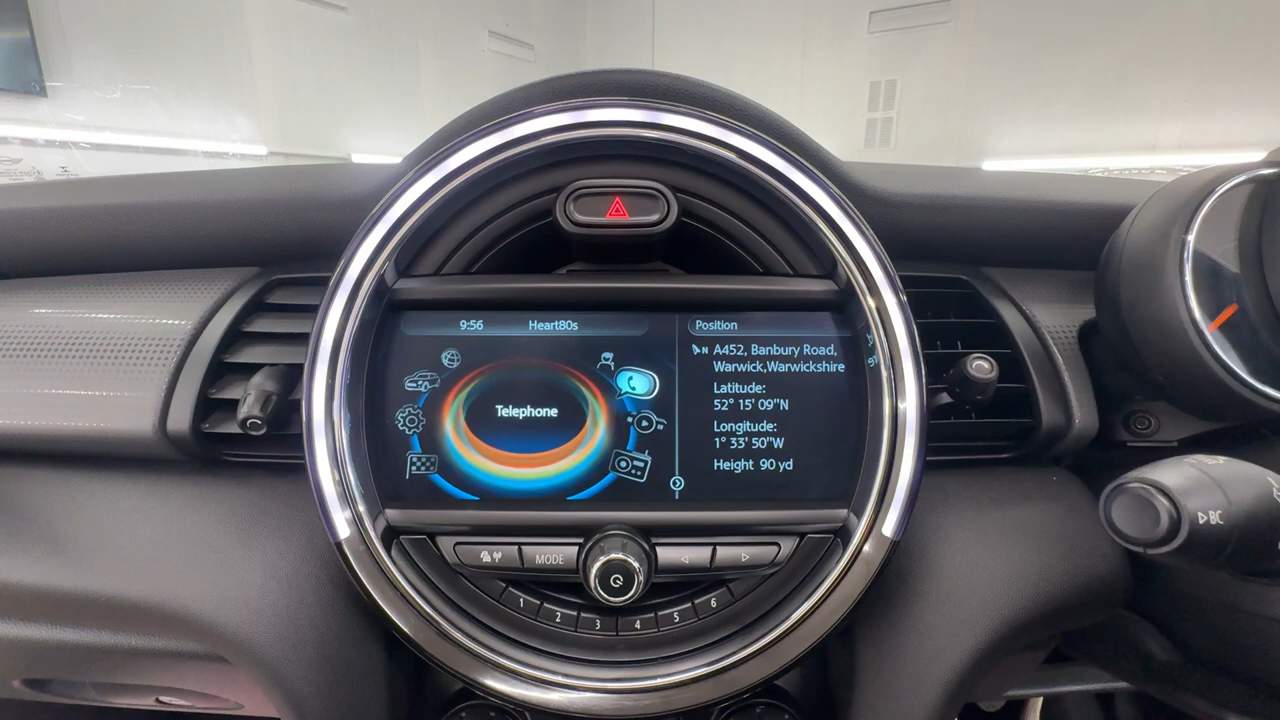 9:56 Heart80s
Position
N A452, Banbury Road,
Warwick,Warwickshire
Latitude:
52° 15' 09"N
Longitude:
1° 33' 50"W
Height 90 yd
Telephone
MODE
1 2 3 4 5 6
BC